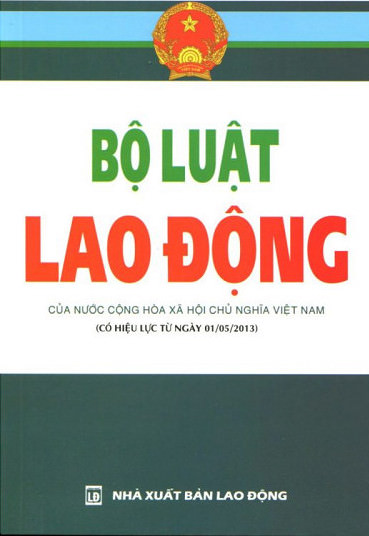 BỘ LUẬT
LAO ĐỘNG
CỦA NƯỚC CỘNG HÒA XÃ HỘI CHỦ NGHĨA VIỆT NAM
(CÓ HIỆU LỰC TỪ NGÀY 01/05/2013)
LĐ
NHÀ XUẤT BẢN LAO ĐỘNG